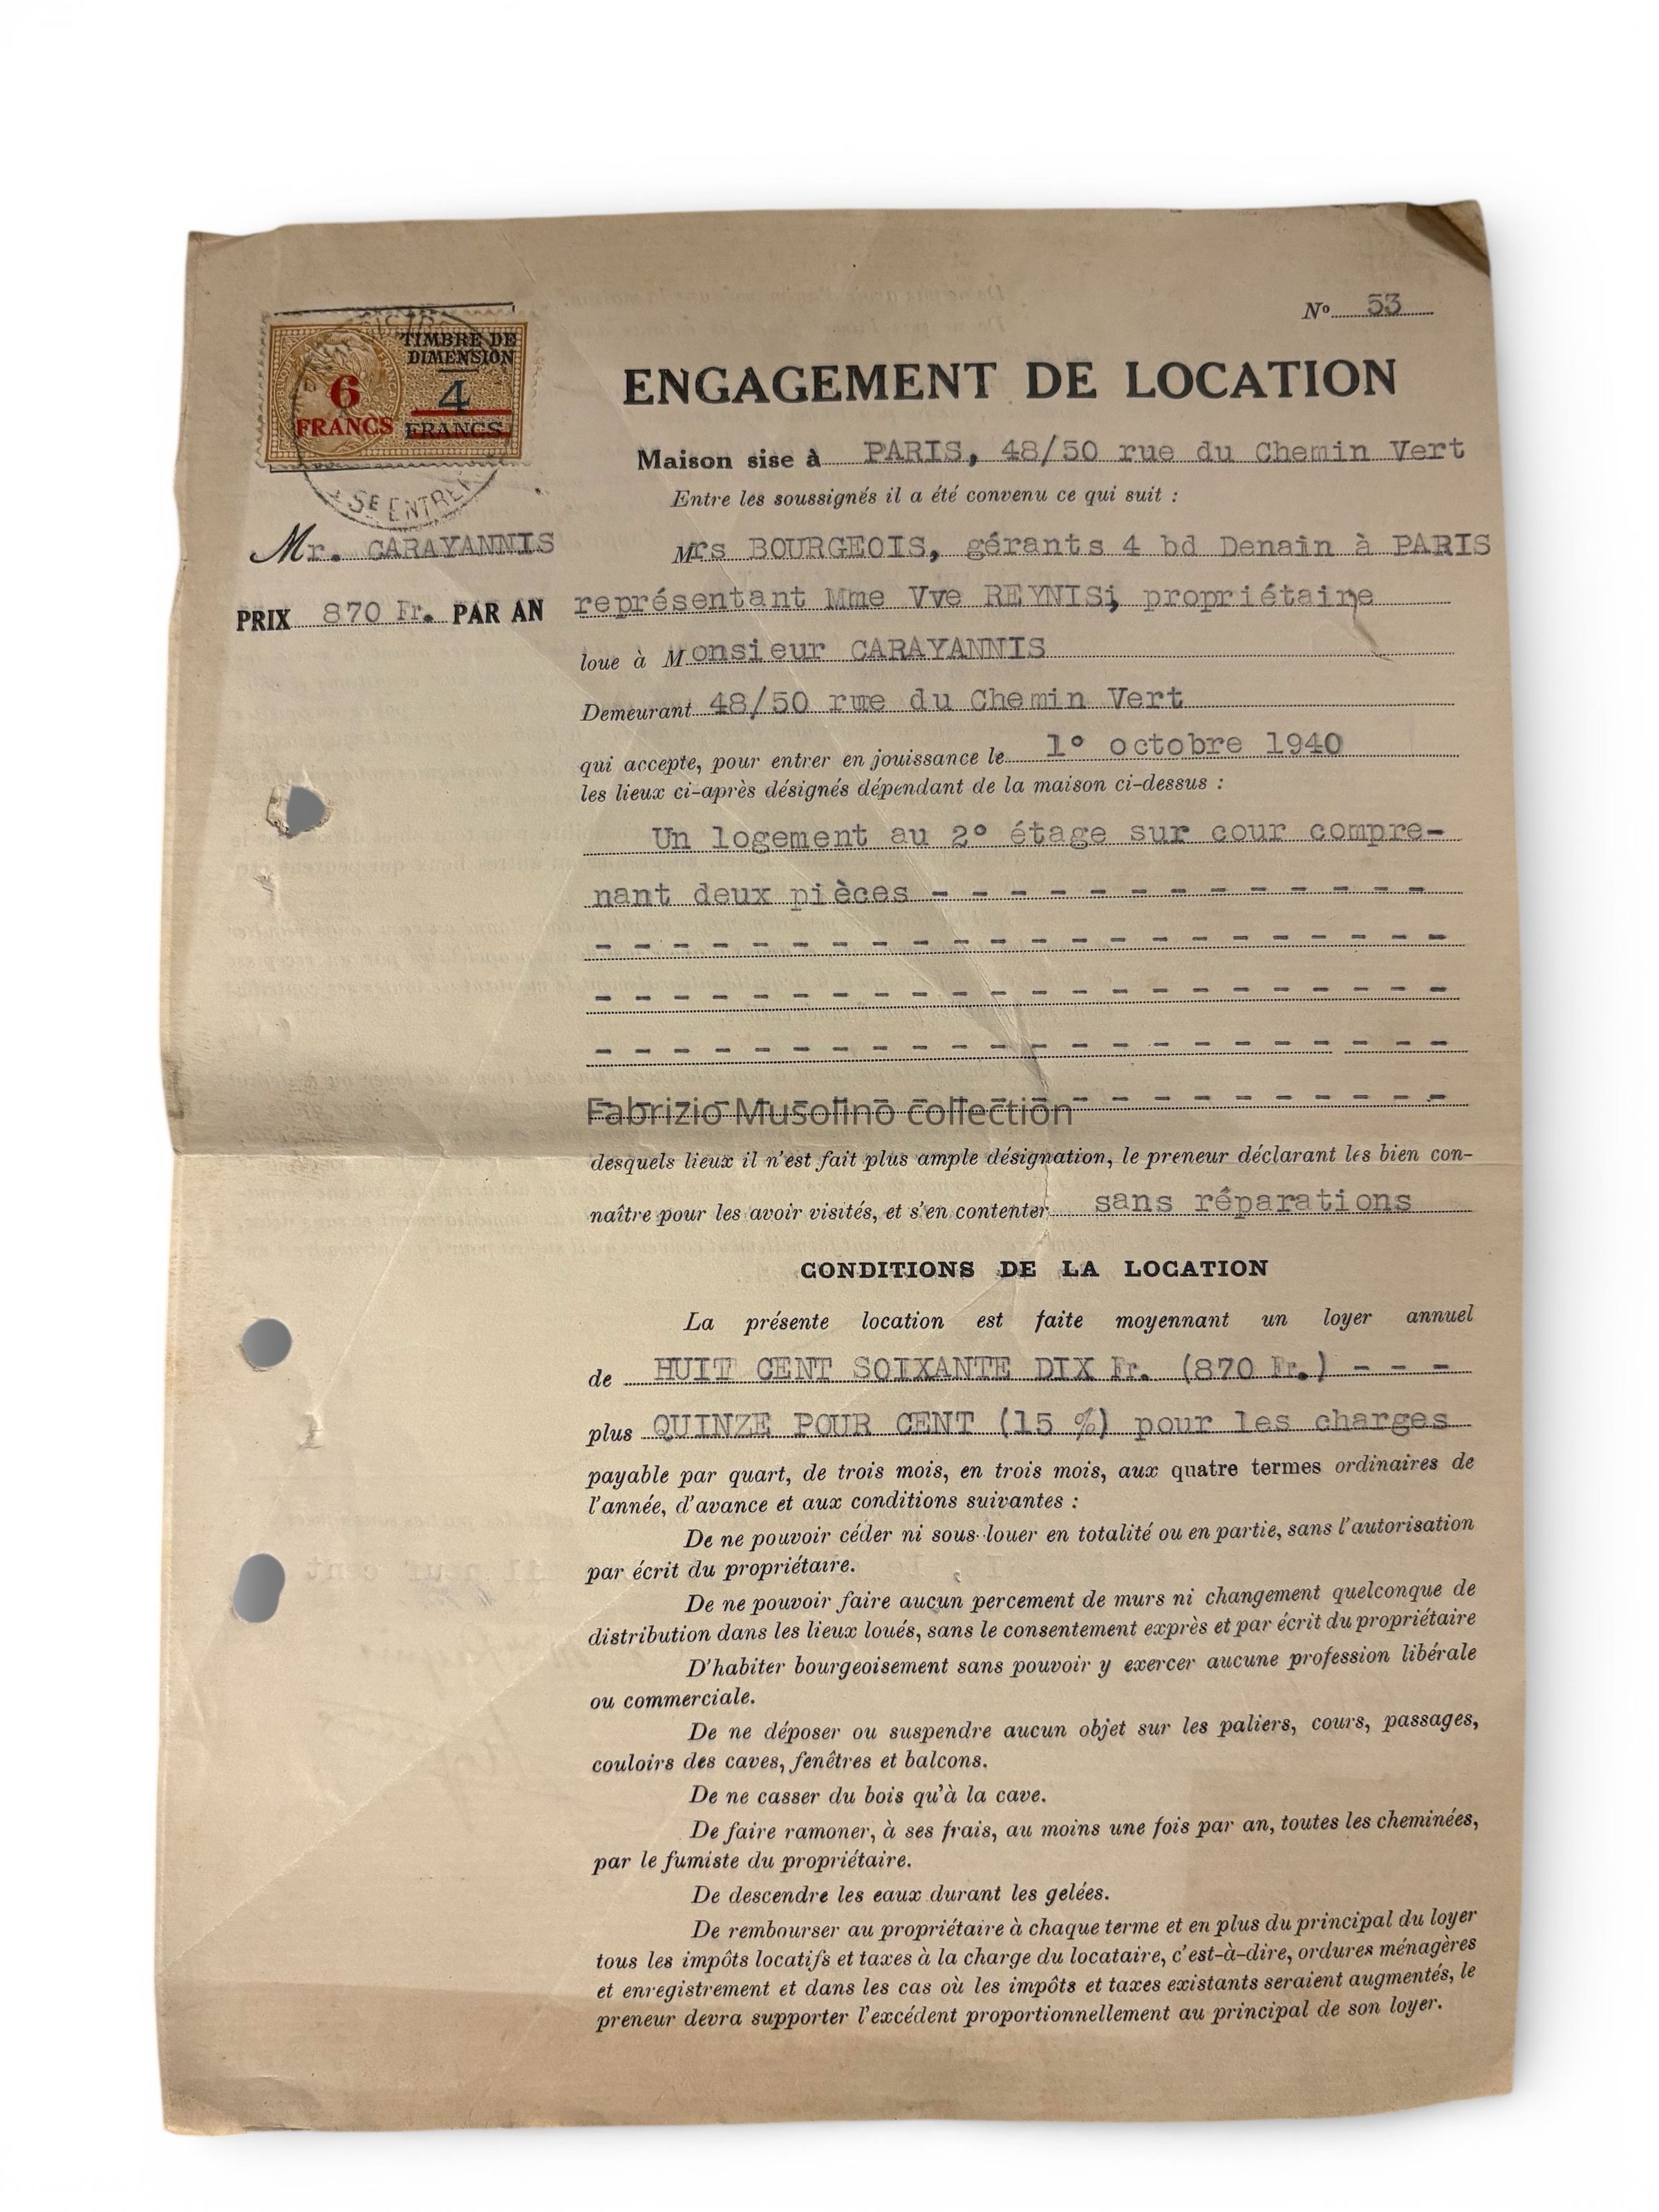 N° 53
TIMBRE DE
DIMENSION
6 4
FRANCS FRANCS
ENGAGEMENT DE LOCATION
Maison sise à PARIS, 48/50 rue du Chemin Vert
Entre les soussignés il a été convenu ce qui suit :
Mr. CARAYANNIS
Mrs BOURGEOIS, gérants 4 bd Denain à PARIS
PRIX 870 Fr. PAR AN
représentant Mme Vve REYNISi, propriétaire
loue à Monsieur CARAYANNIS
Demeurant 48/50 rue du Chemin Vert
qui accepte, pour entrer en jouissance le 1° octobre 1940
les lieux ci-après désignés dépendant de la maison ci-dessus :
Un logement au 2° étage sur cour compre-
nant deux pièces - - - - - - - - - - - - -
Fabrizio Musolino collection
desquels lieux il n'est fait plus ample désignation, le preneur déclarant les bien con-
naître pour les avoir visités, et s'en contenter sans réparations
CONDITIONS DE LA LOCATION
La présente location est faite moyennant un loyer annuel
de HUIT CENT SOIXANTE DIX Fr. (870 Fr.) - - -
plus QUINZE POUR CENT (15 %) pour les charges
payable par quart, de trois mois, en trois mois, aux quatre termes ordinaires de
l'année, d'avance et aux conditions suivantes :
De ne pouvoir céder ni sous-louer en totalité ou en partie, sans l'autorisation
par écrit du propriétaire.
De ne pouvoir faire aucun percement de murs ni changement quelconque de
distribution dans les lieux loués, sans le consentement exprès et par écrit du propriétaire
D'habiter bourgeoisement sans pouvoir y exercer aucune profession libérale
ou commerciale.
De ne déposer ou suspendre aucun objet sur les paliers, cours, passages,
couloirs des caves, fenêtres et balcons.
De ne casser du bois qu'à la cave.
De faire ramoner, à ses frais, au moins une fois par an, toutes les cheminées,
par le fumiste du propriétaire.
De descendre les eaux durant les gelées.
De rembourser au propriétaire à chaque terme et en plus du principal du loyer
tous les impôts locatifs et taxes à la charge du locataire, c'est-à-dire, ordures ménagères
et enregistrement et dans les cas où les impôts et taxes existants seraient augmentés, le
preneur devra supporter l'excédent proportionnellement au principal de son loyer.